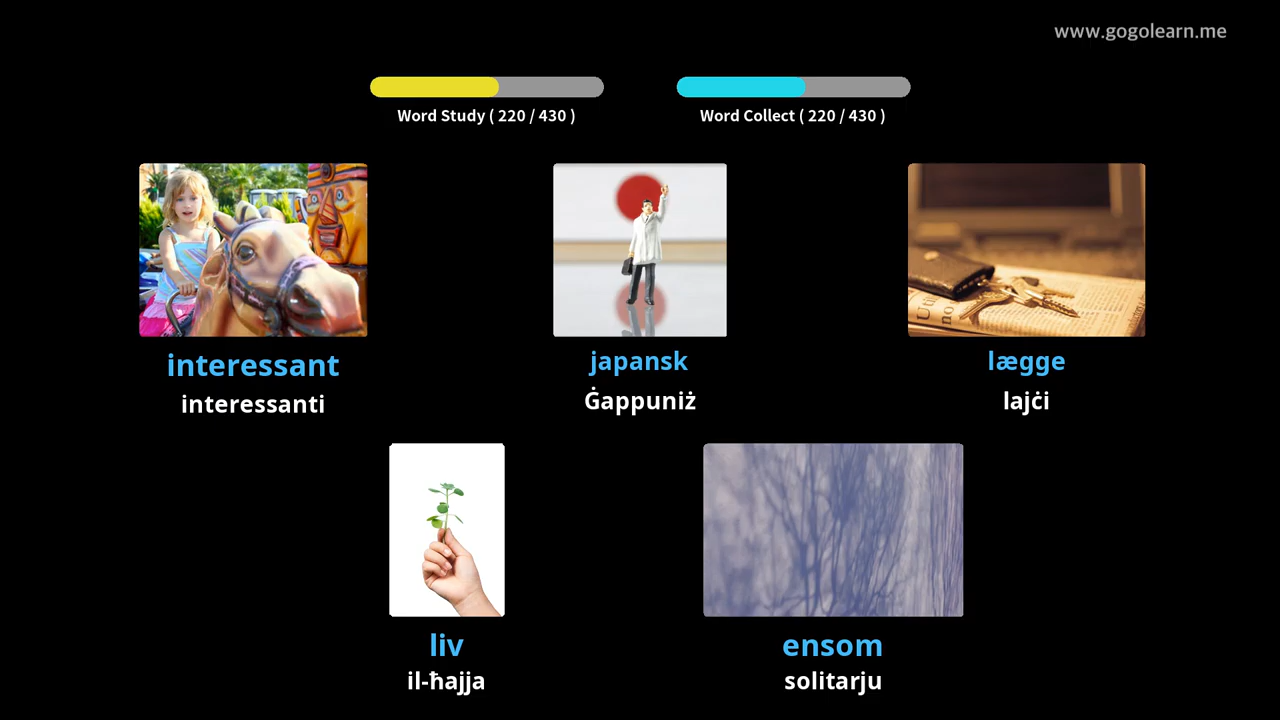 www.gogolearn.me
Word Study ( 220 / 430 )
Word Collect ( 220 / 430 )
interessant
interessanti
japansk
Ġappuniż
lægge
lajċi
liv
il-ħajja
ensom
solitarju